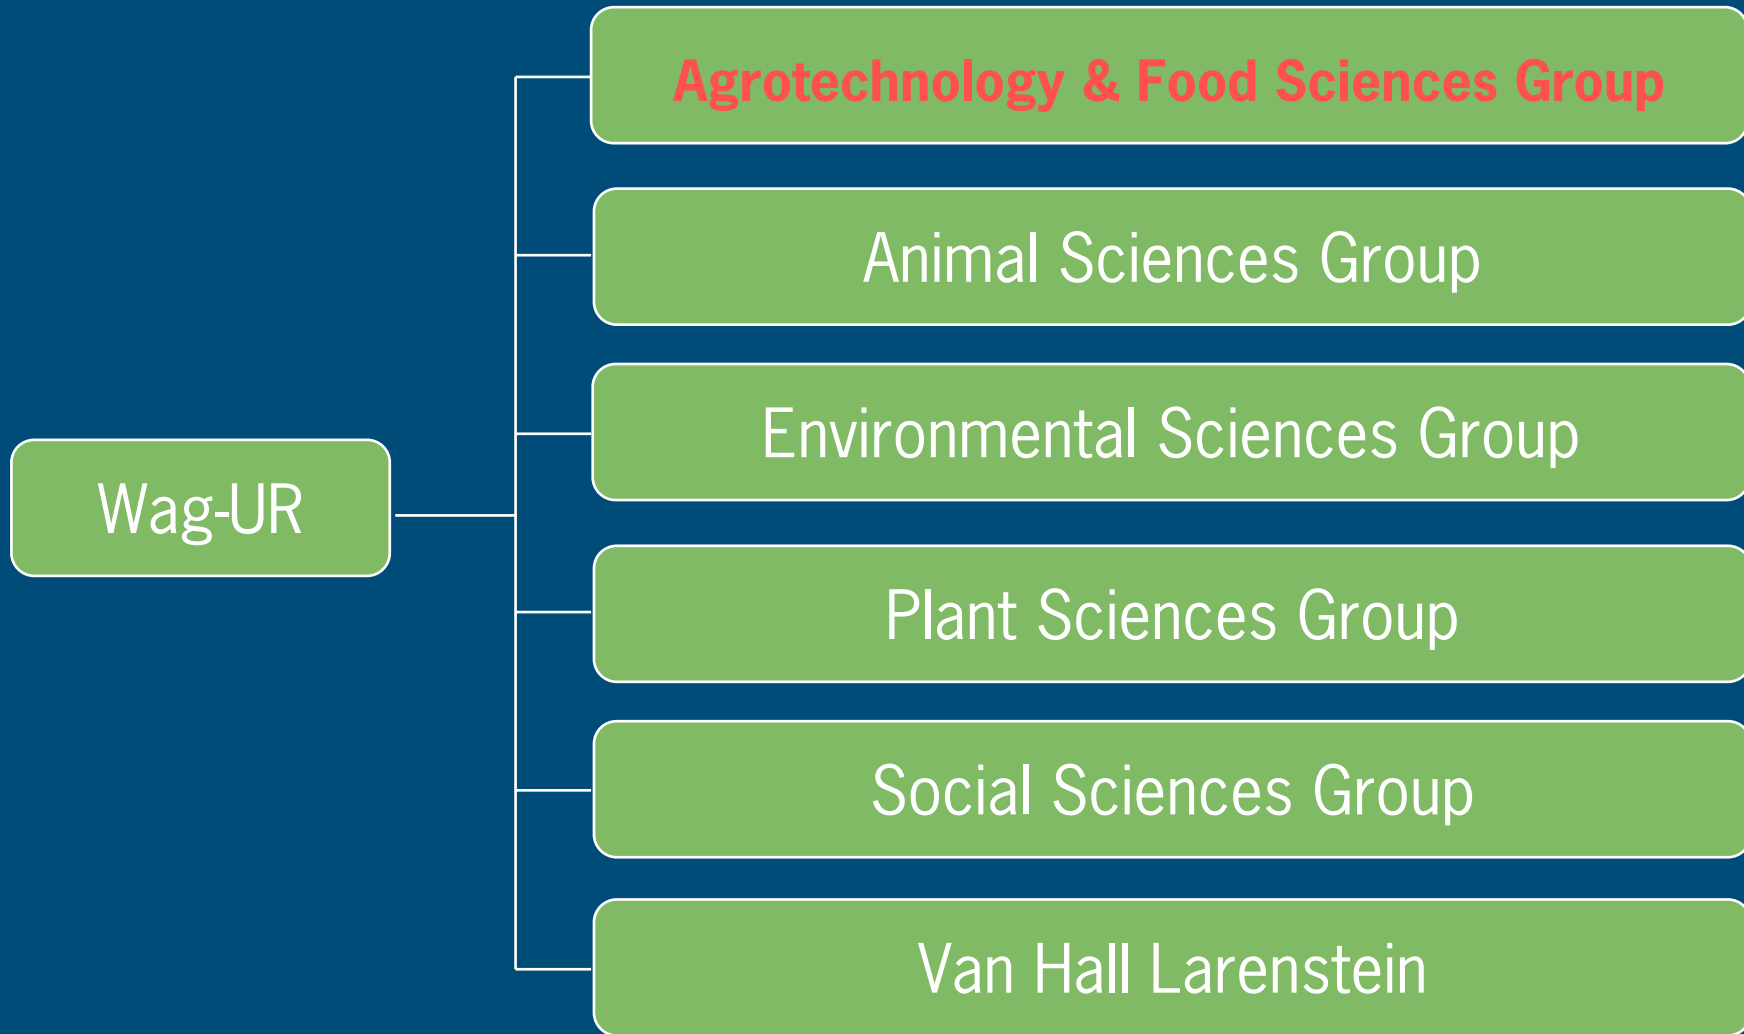 Agrotechnology & Food Sciences Group
Animal Sciences Group
Environmental Sciences Group
Wag-UR
Plant Sciences Group
Social Sciences Group
Van Hall Larenstein